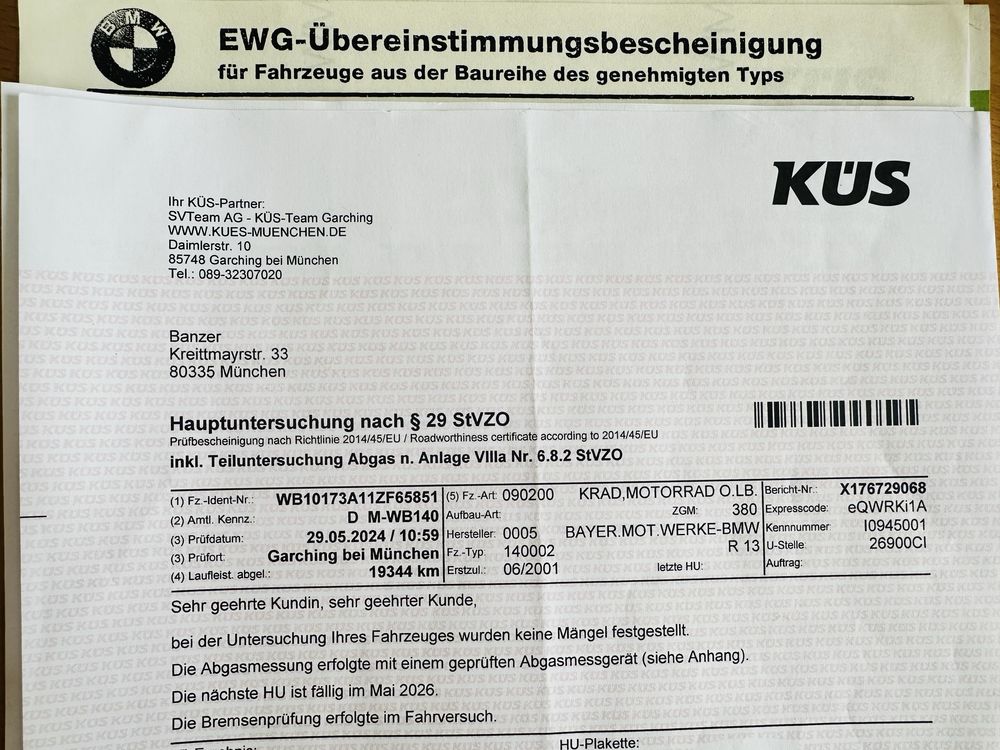 BMW
EWG-Übereinstimmungsbescheinigung
für Fahrzeuge aus der Baureihe des genehmigten Typs
KÜS
Ihr KÜS-Partner:
SVTeam AG - KÜS-Team Garching
WWW.KUES-MUENCHEN.DE
Daimlerstr. 10
85748 Garching bei München
Tel.: 089-32307020
Banzer
Kreittmayrstr. 33
80335 München
Hauptuntersuchung nach § 29 StVZO
Prüfbescheinigung nach Richtlinie 2014/45/EU / Roadworthiness certificate according to 2014/45/EU
inkl. Teiluntersuchung Abgas n. Anlage VIIIa Nr. 6.8.2 StVZO
(1) Fz.-Ident-Nr.: WB10173A11ZF65851 (5) Fz.-Art: 090200 KRAD,MOTORRAD O.LB. Bericht-Nr.: X176729068
(2) Amtl. Kennz.: D M-WB140 Aufbau-Art: ZGM: 380 Expresscode: eQWRKi1A
(3) Prüfdatum: 29.05.2024 / 10:59 Hersteller: 0005 BAYER.MOT.WERKE-BMW Kennnummer I0945001
(3) Prüfort: Garching bei München Fz.-Typ: 140002 R 13 U-Stelle: 26900CI
(4) Laufleist. abgel.: 19344 km Erstzul.: 06/2001 letzte HU: Auftrag:
Sehr geehrte Kundin, sehr geehrter Kunde,
bei der Untersuchung Ihres Fahrzeuges wurden keine Mängel festgestellt.
Die Abgasmessung erfolgte mit einem geprüften Abgasmessgerät (siehe Anhang).
Die nächste HU ist fällig im Mai 2026.
Die Bremsenprüfung erfolgte im Fahrversuch.
HU-Plakette: